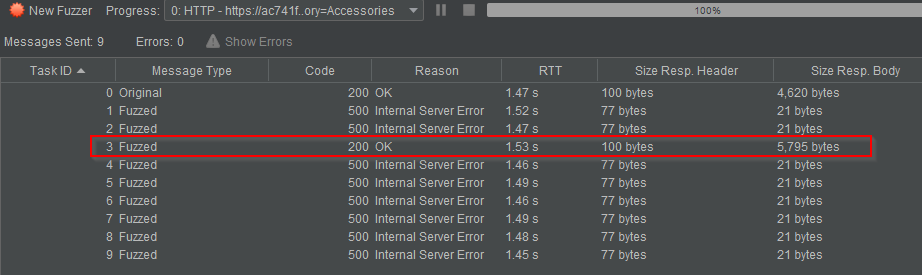 New Fuzzer Progress: 0: HTTP - https://ac741f..ory=Accessories 100%
Messages Sent: 9 Errors: 0 Show Errors
Task ID Message Type Code Reason RTT Size Resp. Header Size Resp. Body
0 Original 200 OK 1.47 s 100 bytes 4,620 bytes
1 Fuzzed 500 Internal Server Error 1.52 s 77 bytes 21 bytes
2 Fuzzed 500 Internal Server Error 1.47 s 77 bytes 21 bytes
3 Fuzzed 200 OK 1.53 s 100 bytes 5,795 bytes
4 Fuzzed 500 Internal Server Error 1.46 s 77 bytes 21 bytes
5 Fuzzed 500 Internal Server Error 1.49 s 77 bytes 21 bytes
6 Fuzzed 500 Internal Server Error 1.46 s 77 bytes 21 bytes
7 Fuzzed 500 Internal Server Error 1.49 s 77 bytes 21 bytes
8 Fuzzed 500 Internal Server Error 1.48 s 77 bytes 21 bytes
9 Fuzzed 500 Internal Server Error 1.45 s 77 bytes 21 bytes